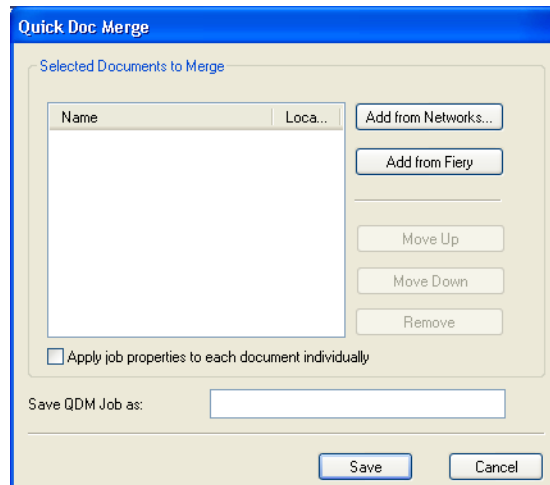 Quick Doc Merge
Selected Documents to Merge
Name Loca...
Add from Networks...
Add from Fiery
Move Up
Move Down
Remove
Apply job properties to each document individually
Save QDM Job as:
Save Cancel